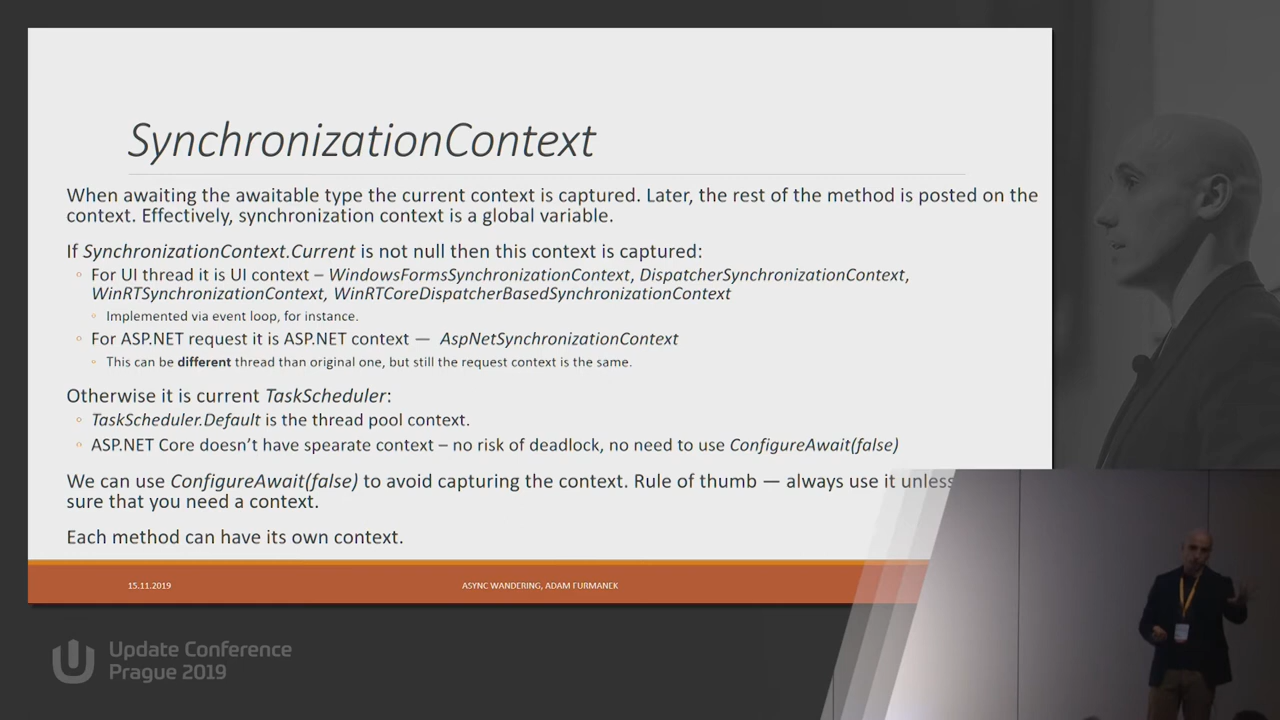 SynchronizationContext
When awaiting the awaitable type the current context is captured. Later, the rest of the method is posted on the
context. Effectively, synchronization context is a global variable.
If SynchronizationContext.Current is not null then this context is captured:
◦ For UI thread it is UI context – WindowsFormsSynchronizationContext, DispatcherSynchronizationContext,
WinRTSynchronizationContext, WinRTCoreDispatcherBasedSynchronizationContext
◦ Implemented via event loop, for instance.
◦ For ASP.NET request it is ASP.NET context — AspNetSynchronizationContext
◦ This can be different thread than original one, but still the request context is the same.
Otherwise it is current TaskScheduler:
◦ TaskScheduler.Default is the thread pool context.
◦ ASP.NET Core doesn't have spearate context – no risk of deadlock, no need to use ConfigureAwait(false)
We can use ConfigureAwait(false) to avoid capturing the context. Rule of thumb — always use it unless
sure that you need a context.
Each method can have its own context.
15.11.2019
ASYNC WANDERING, ADAM FURMANEK
Update Conference
Prague 2019